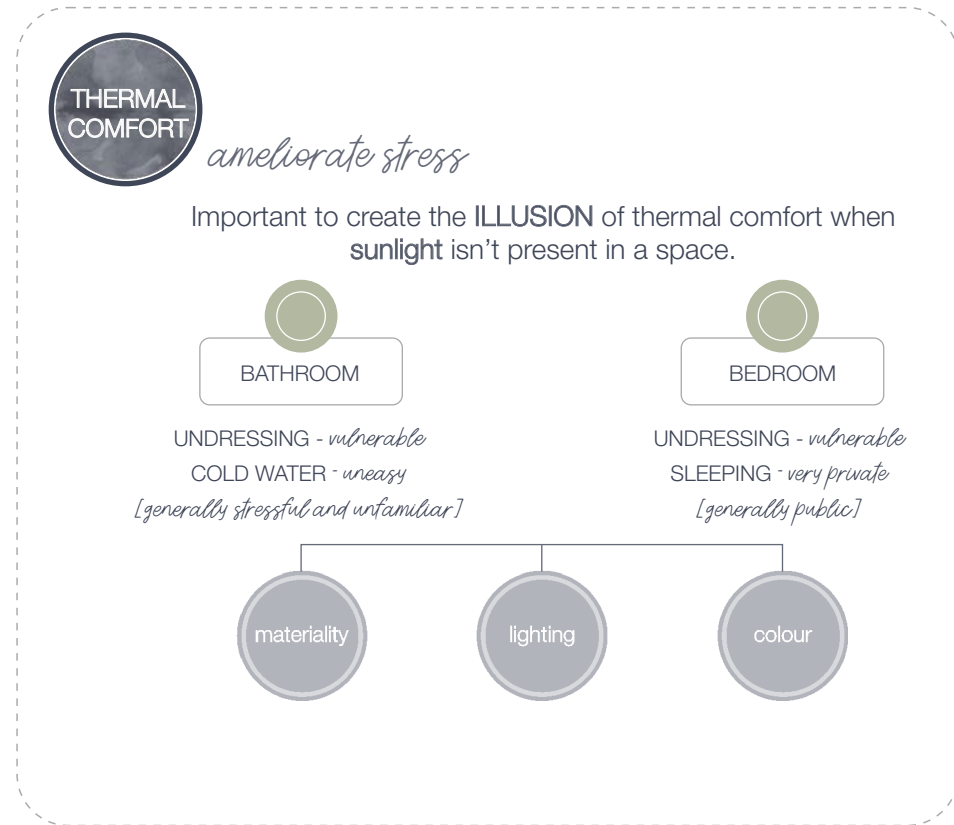 THERMAL
COMFORT
ameliorate stress
Important to create the ILLUSION of thermal comfort when
sunlight isn't present in a space.
BATHROOM
UNDRESSING - vulnerable
COLD WATER - uneasy
[generally stressful and unfamiliar]
BEDROOM
UNDRESSING - vulnerable
SLEEPING - very private
[generally public]
materiality
lighting
colour